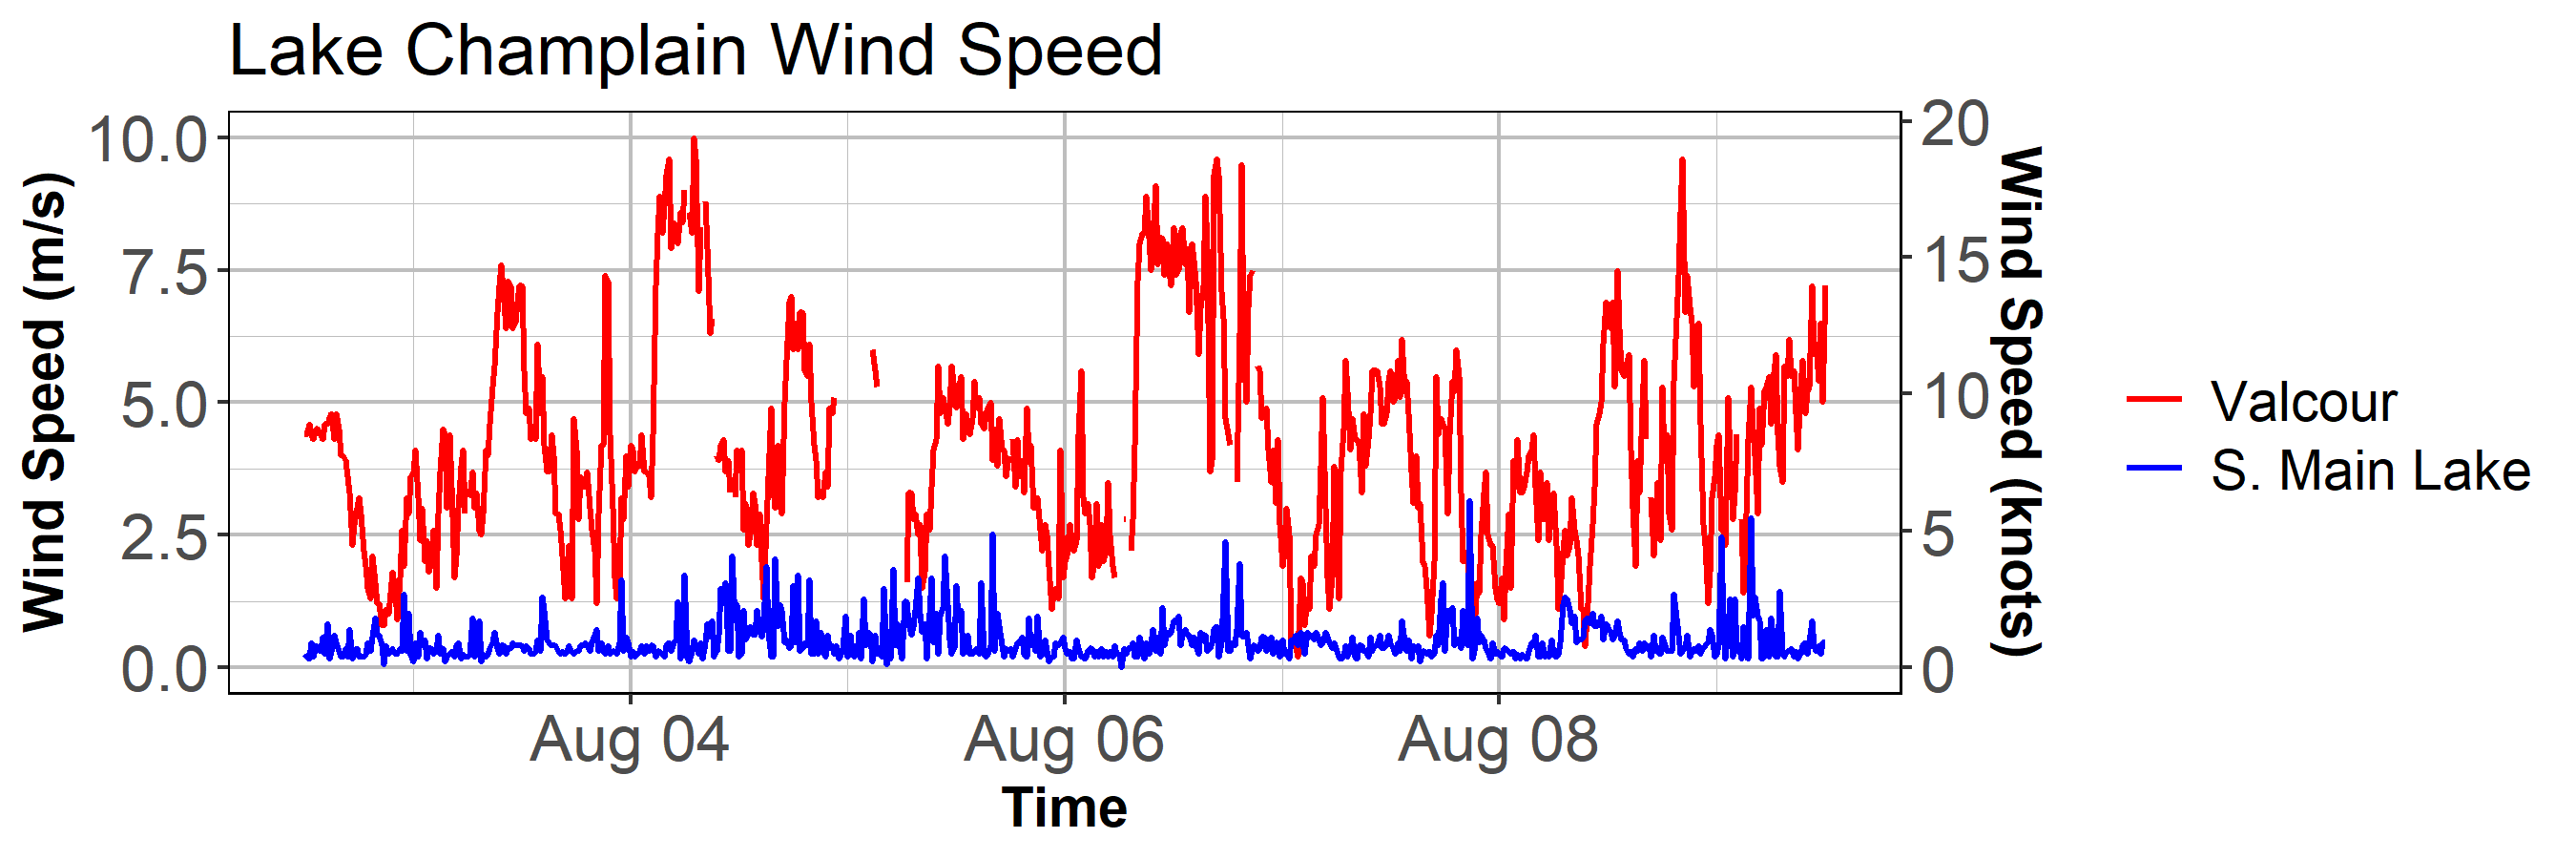 Lake Champlain Wind Speed
Wind Speed (m/s)
10.0
7.5
5.0
2.5
0.0
20
15
10
5
0
Wind Speed (knots)
Aug 04
Aug 06
Aug 08
Time
Valcour
S. Main Lake